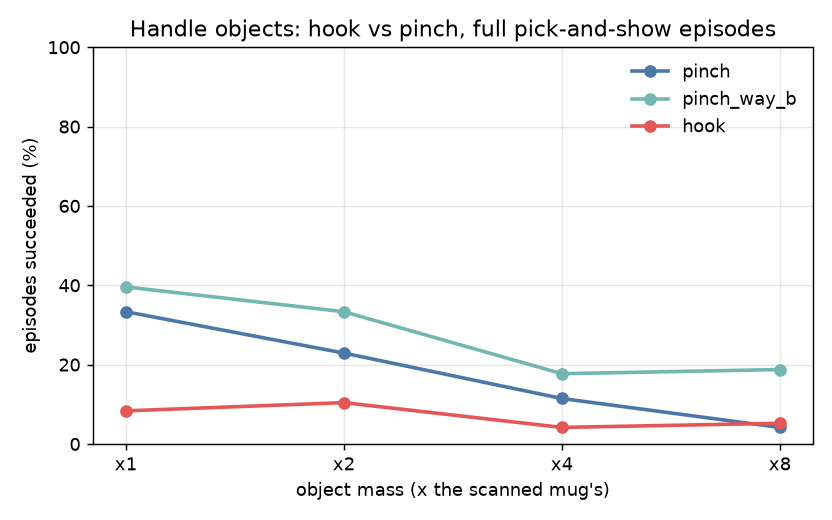 Handle objects: hook vs pinch, full pick-and-show episodes
pinch
pinch_way_b
hook
episodes succeeded (%)
100
80
60
40
20
0
x1
x2
x4
x8
object mass (x the scanned mug's)